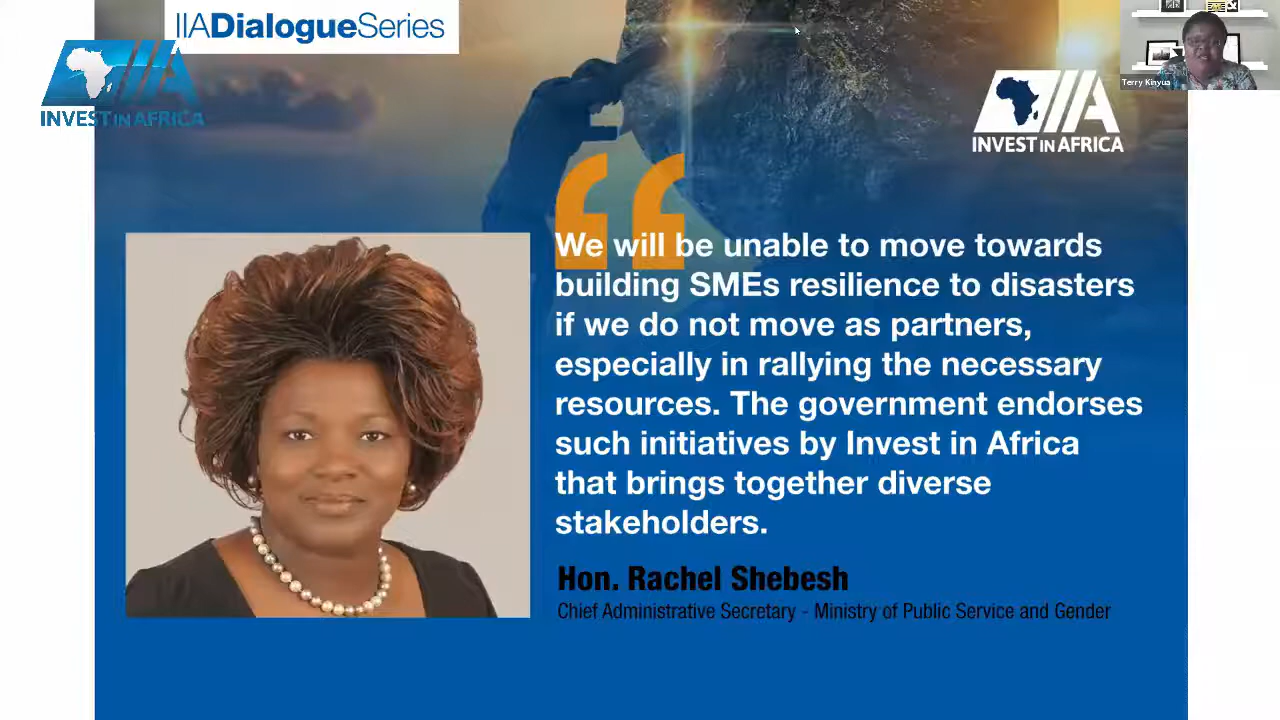 IIADialogueSeries
IIA
INVEST IN AFRICA
Terry Kinyua
IIA
INVEST IN AFRICA
“
We will be unable to move towards
building SMEs resilience to disasters
if we do not move as partners,
especially in rallying the necessary
resources. The government endorses
such initiatives by Invest in Africa
that brings together diverse
stakeholders.
Hon. Rachel Shebesh
Chief Administrative Secretary - Ministry of Public Service and Gender